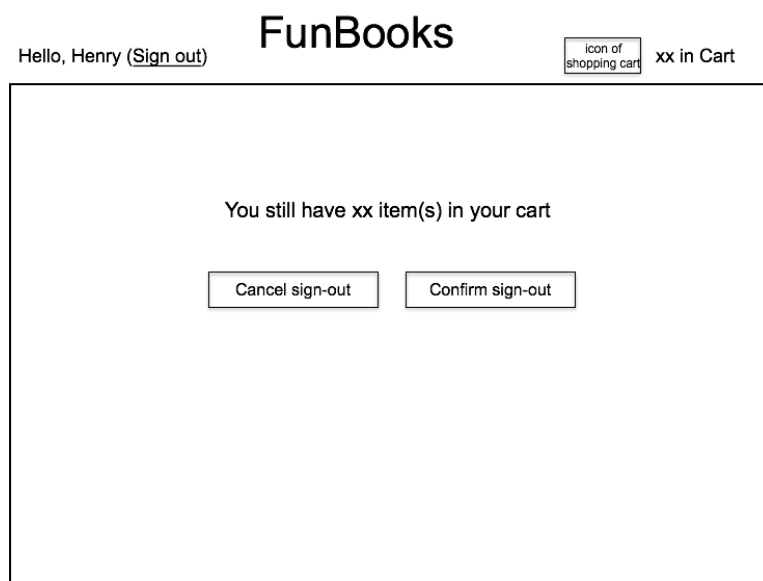 FunBooks
Hello, Henry (Sign out)
icon of
shopping cart
xx in Cart
You still have xx item(s) in your cart
Cancel sign-out
Confirm sign-out